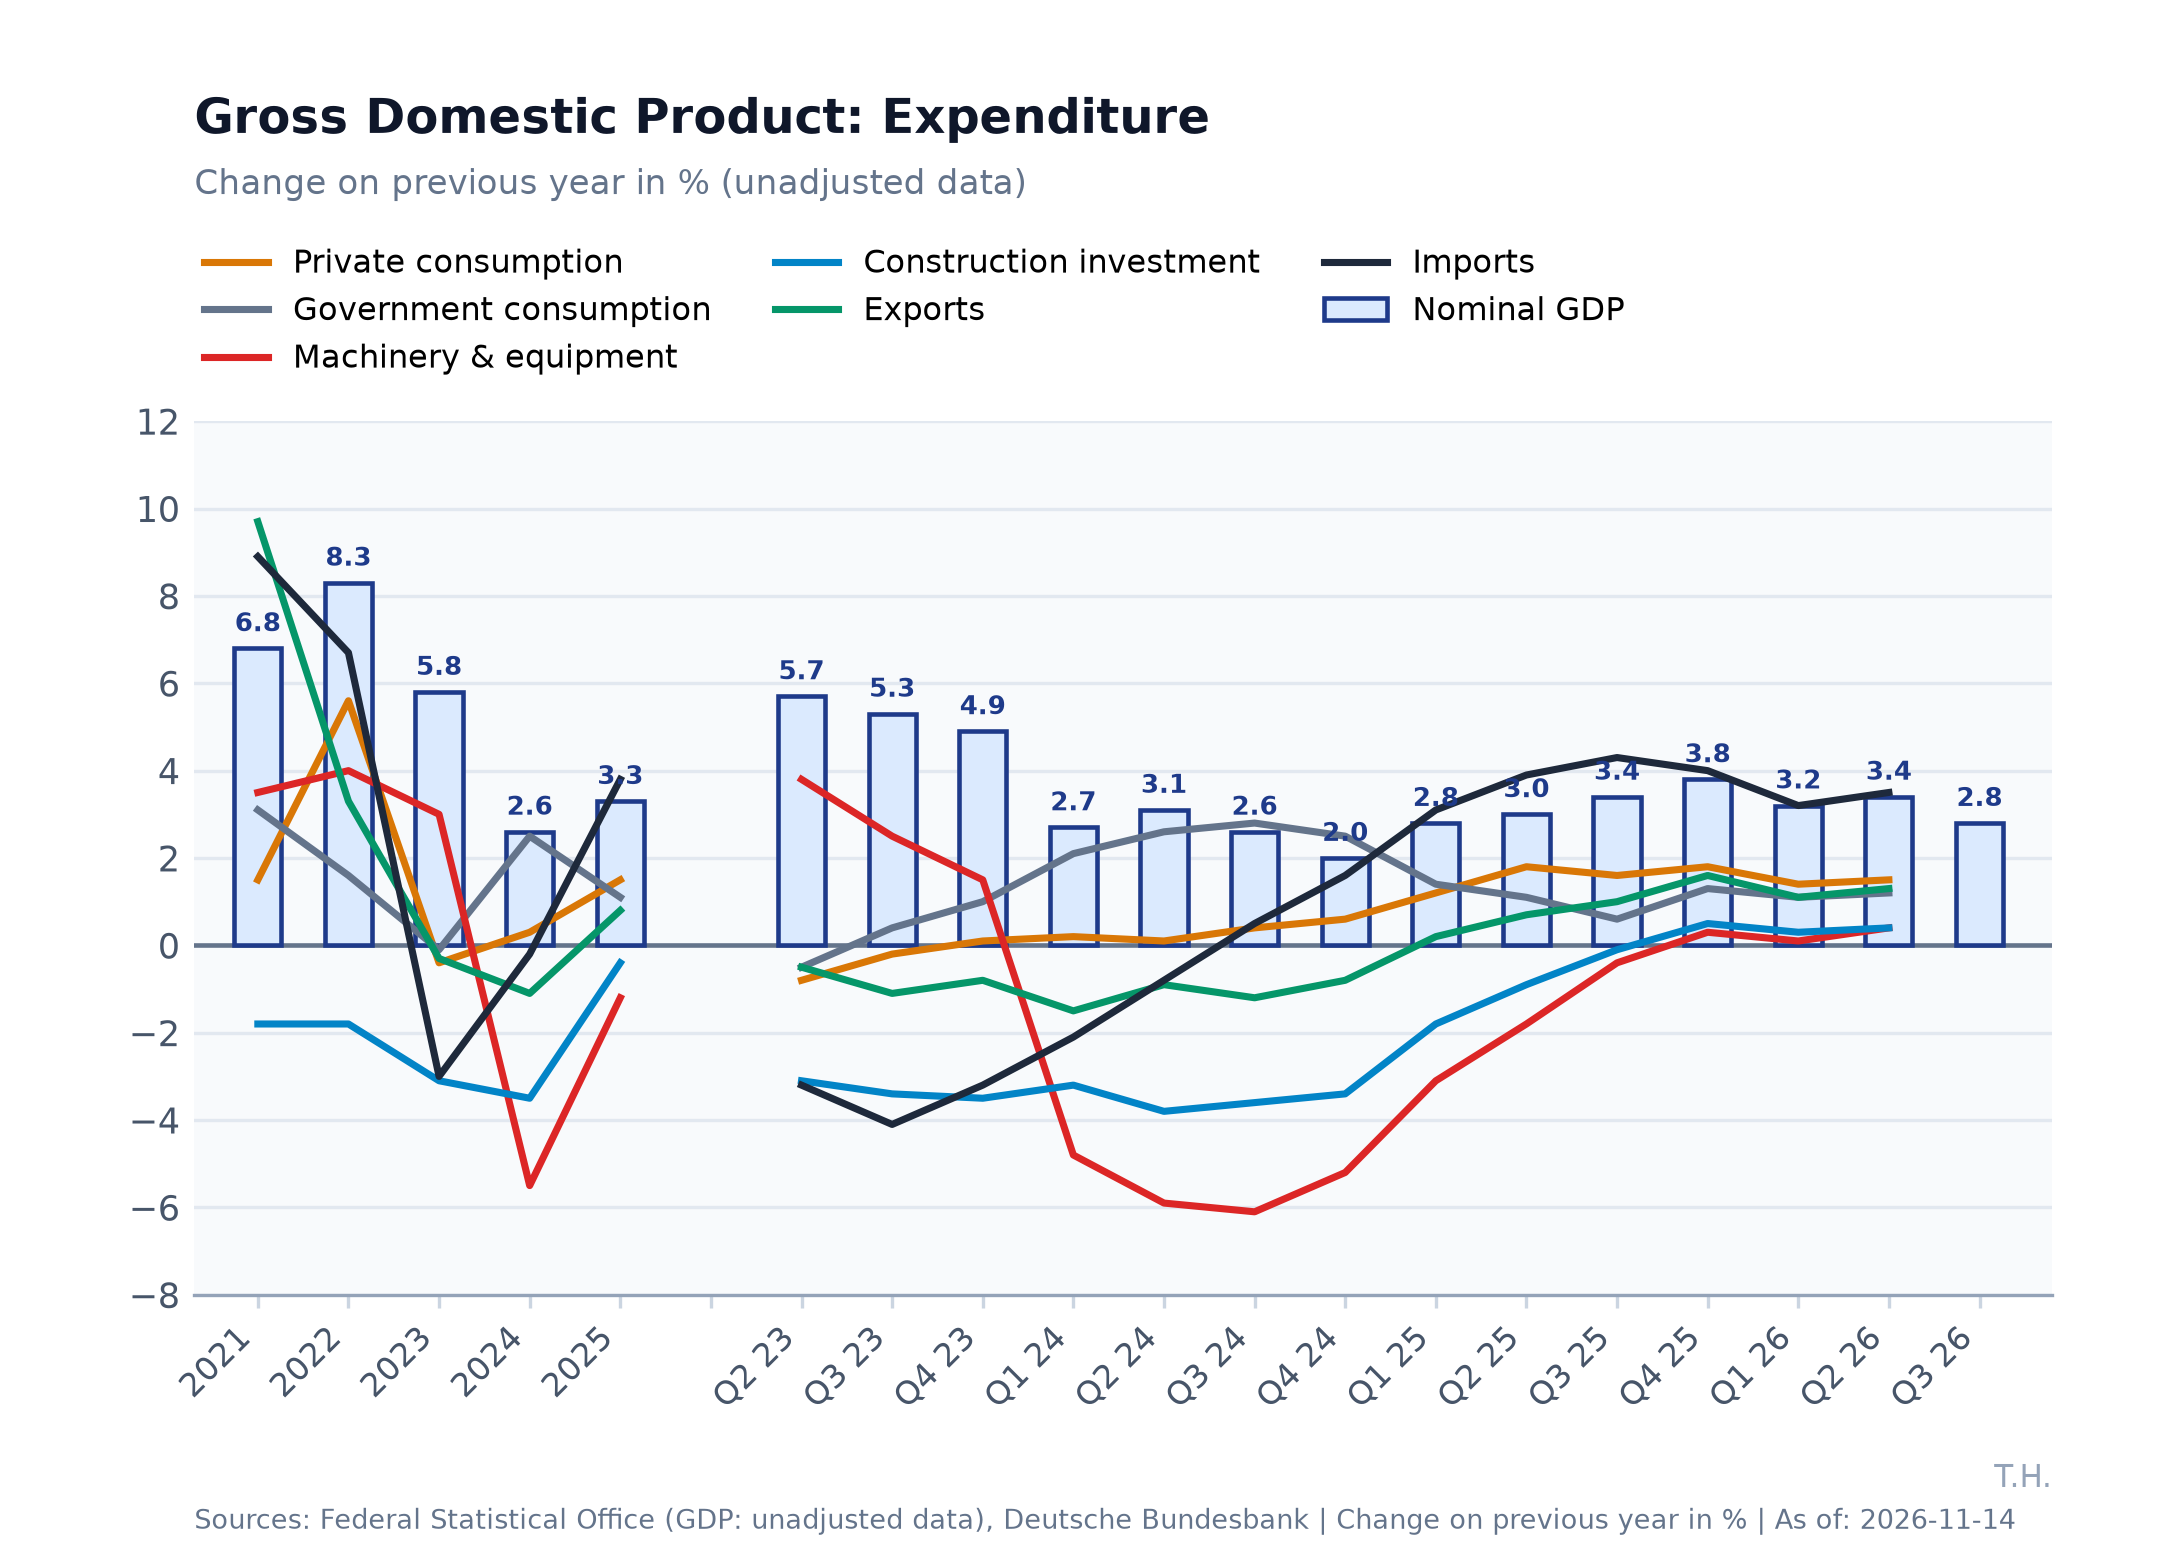 Gross Domestic Product: Expenditure
Change on previous year in % (unadjusted data)
Private consumption
Government consumption
Machinery & equipment
Construction investment
Exports
Imports
Nominal GDP
12
10
8
6
4
2
0
−2
−4
−6
−8
6.8
8.3
5.8
2.6
3.3
5.7
5.3
4.9
2.7
3.1
2.6
2.0
2.8
3.0
3.4
3.8
3.2
3.4
2.8
2021
2022
2023
2024
2025
Q2 23
Q3 23
Q4 23
Q1 24
Q2 24
Q3 24
Q4 24
Q1 25
Q2 25
Q3 25
Q4 25
Q1 26
Q2 26
Q3 26
T.H.
Sources: Federal Statistical Office (GDP: unadjusted data), Deutsche Bundesbank | Change on previous year in % | As of: 2026-11-14